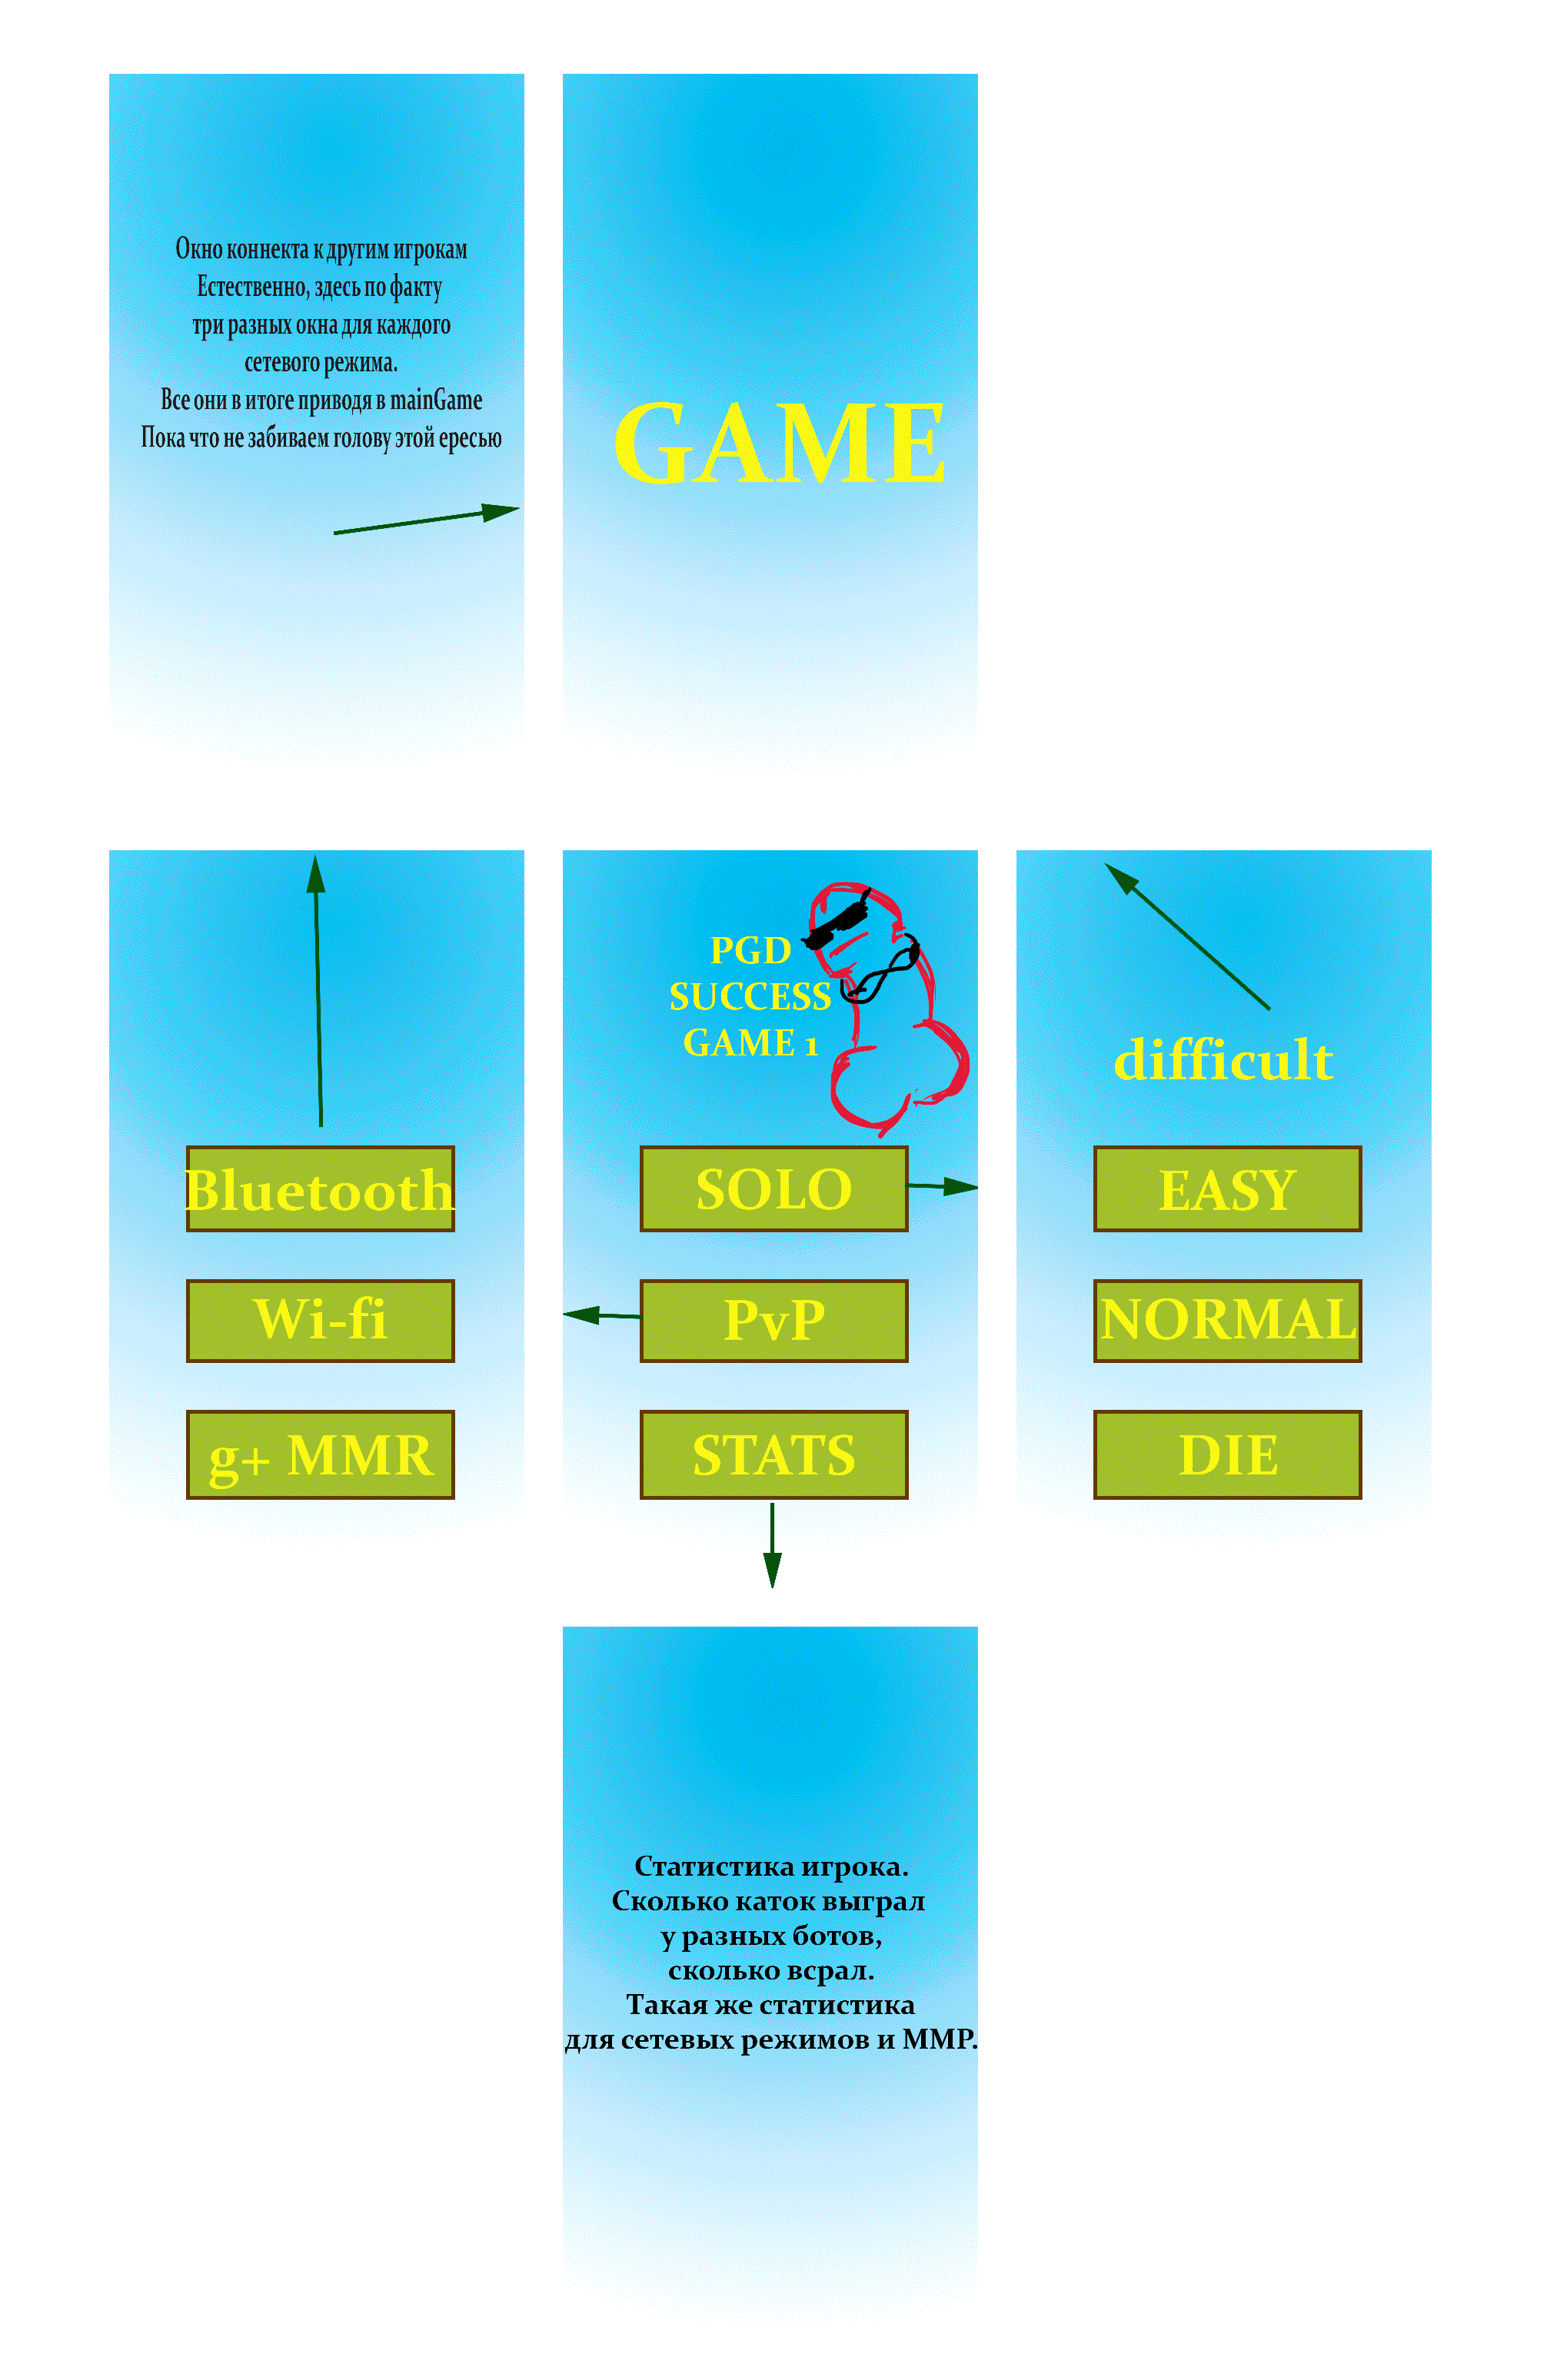 Окно коннекта к другим игрокам
Естественно, здесь по факту
три разных окна для каждого
сетевого режима.
Все они в итоге приводя в mainGame
Пока что не забиваем голову этой ересью
GAME
Bluetooth
Wi-fi
g+ MMR
PGD
SUCCESS
GAME 1
SOLO
PvP
STATS
difficult
EASY
NORMAL
DIE
Статистика игрока.
Сколько каток выграл
у разных ботов,
сколько всрал.
Такая же статистика
для сетевых режимов и ММР.